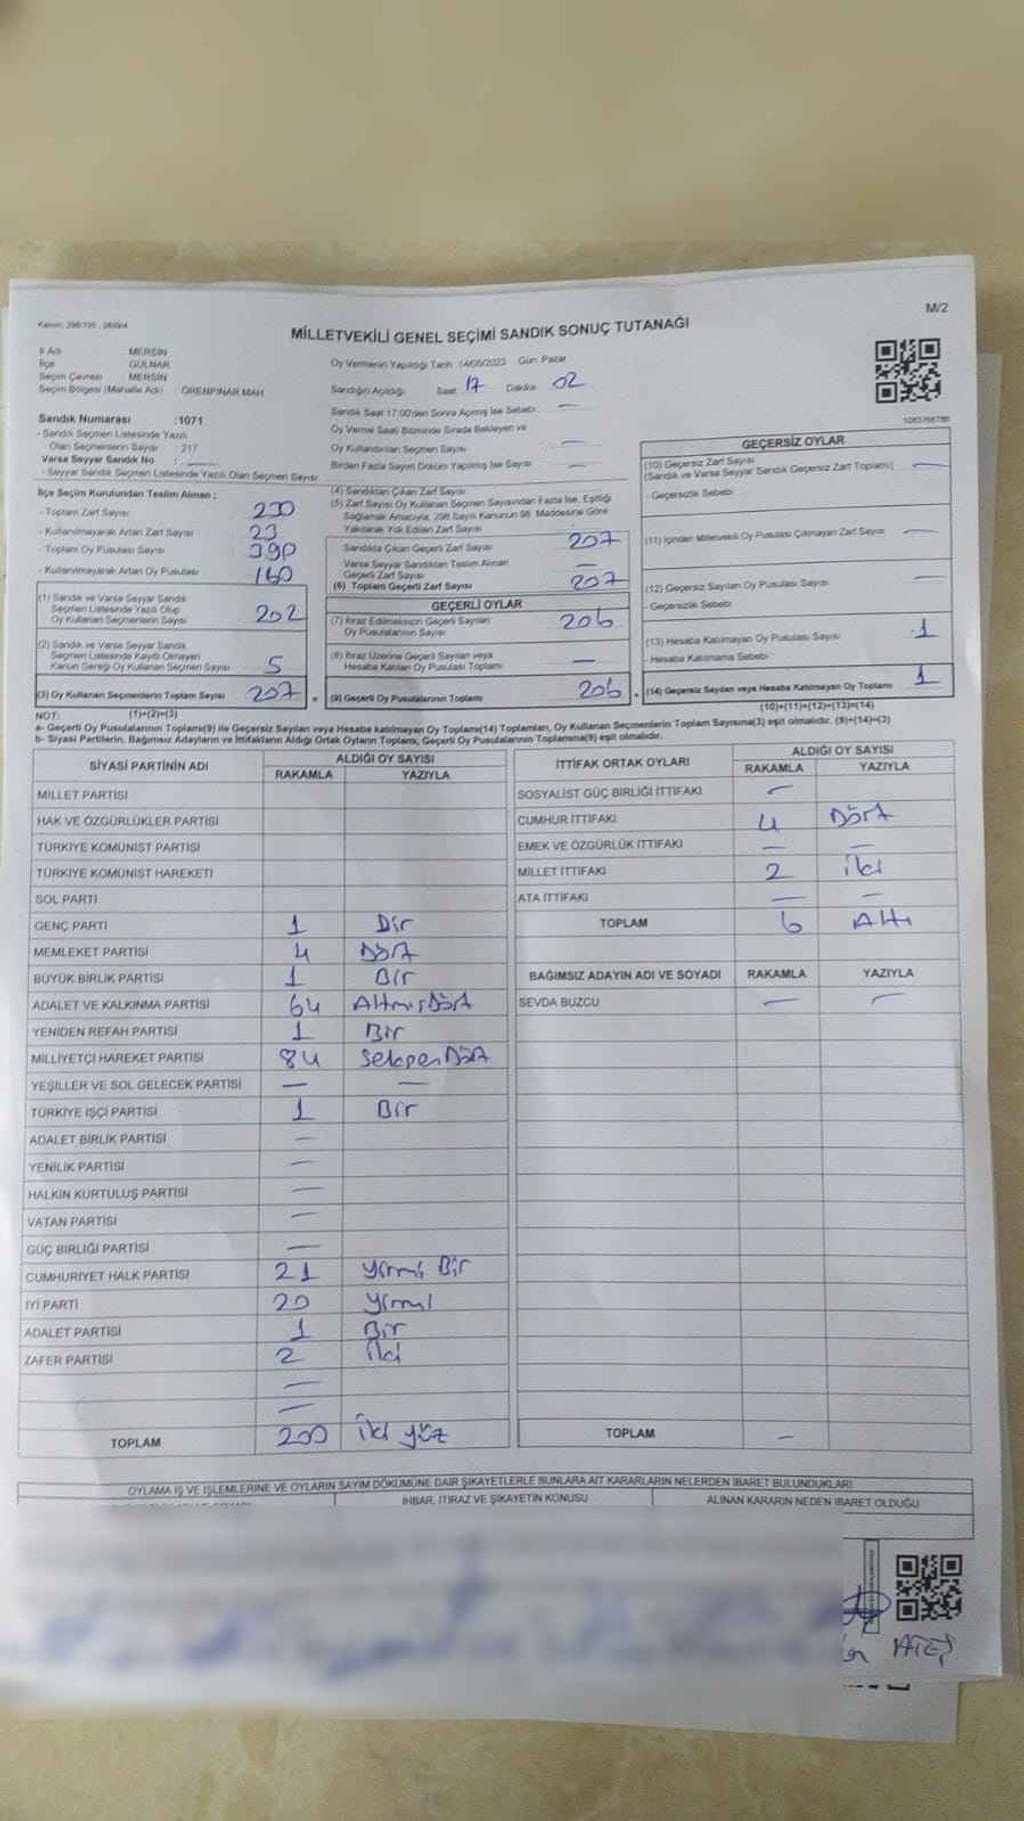 M/2
Kanun: 298/105, 2839/4
MİLLETVEKİLİ GENEL SEÇİMİ SANDIK SONUÇ TUTANAĞI
İl Adı MERSİN
İlçe GÜLNAR
Seçim Çevresi MERSİN
Seçim Bölgesi (Mahalle Adı) : ÖRENPINAR MAH.
Sandık Numarası :1071
- Sandık Seçmen Listesinde Yazılı
Olan Seçmenlerin Sayısı : 217
Varsa Seyyar Sandık No :
- Seyyar Sandık Seçmen Listesinde Yazılı Olan Seçmen Sayısı:
Oy Vermenin Yapıldığı Tarih :14/05/2023 Gün: Pazar
Sandığın Açıldığı Saat: 17 Dakika: 02
Sandık Saat 17:00'den Sonra Açılmış İse Sebebi: —
Oy Verme Saati Bitiminde Sırada Bekleyen ve
Oy Kullandırılan Seçmen Sayısı —
Birden Fazla Sayım Döküm Yapılmış İse Sayısı —
İlçe Seçim Kurulundan Teslim Alınan ;
- Toplam Zarf Sayısı 230
- Kullanılmayarak Artan Zarf Sayısı 23
- Toplam Oy Pusulası Sayısı
- Kullanılmayarak Artan Oy Pusulası 160
(1) Sandık ve Varsa Seyyar Sandık
Seçmen Listesinde Yazılı Olup
Oy Kullanan Seçmenlerin Sayısı 202
(2) Sandık ve Varsa Seyyar Sandık
Seçmen Listesinde Kayıtlı Olmayan
Kanun Gereği Oy Kullanan Seçmen Sayısı 5
(3) Oy Kullanan Seçmenlerin Toplam Sayısı 207 =
(1)+(2)=(3)
(4) Sandıktan Çıkan Zarf Sayısı
(5) Zarf Sayısı Oy Kullanan Seçmen Sayısından Fazla İse, Eşitliği
Sağlamak Amacıyla, 298 Sayılı Kanunun 98. Maddesine Göre
Yakılarak Yok Edilen Zarf Sayısı
Sandıkta Çıkan Geçerli Zarf Sayısı 207
Varsa Seyyar Sandıktan Teslim Alınan
Geçerli Zarf Sayısı —
(6) Toplam Geçerli Zarf Sayısı 207
GEÇERLİ OYLAR
(7) İtiraz Edilmeksizin Geçerli Sayılan
Oy Pusulalarının Sayısı 206
(8) İtiraz Üzerine Geçerli Sayılan veya
Hesaba Katılan Oy Pusulası Toplamı —
(9) Geçerli Oy Pusulalarının Toplamı 206
GEÇERSİZ OYLAR
(10) Geçersiz Zarf Sayısı
(Sandık ve Varsa Seyyar Sandık Geçersiz Zarf Toplamı) —
- Geçersizlik Sebebi:
(11) İçinden Milletvekili Oy Pusulası Çıkmayan Zarf Sayısı —
(12) Geçersiz Sayılan Oy Pusulası Sayısı —
- Geçersizlik Sebebi:
(13) Hesaba Katılmayan Oy Pusulası Sayısı 1
- Hesaba Katılmama Sebebi:
(14) Geçersiz Sayılan veya Hesaba Katılmayan Oy Toplamı 1
(10)+(11)+(12)+(13)=(14)
NOT:
a- Geçerli Oy Pusulalarının Toplamı(9) ile Geçersiz Sayılan veya Hesaba katılmayan Oy Toplamı(14) Toplamları, Oy Kullanan Seçmenlerin Toplam Sayısına(3) eşit olmalıdır. (9)+(14)=(3)
b- Siyasi Partilerin, Bağımsız Adayların ve İttifakların Aldığı Ortak Oyların Toplamı, Geçerli Oy Pusulalarının Toplamına(9) eşit olmalıdır.
SİYASİ PARTİNİN ADI ALDIĞI OY SAYISI
RAKAMLA YAZIYLA
MİLLET PARTİSİ
HAK VE ÖZGÜRLÜKLER PARTİSİ
TÜRKİYE KOMÜNİST PARTİSİ
TÜRKİYE KOMÜNİST HAREKETİ
SOL PARTİ
GENÇ PARTİ 1 Bir
MEMLEKET PARTİSİ 4 Dört
BÜYÜK BİRLİK PARTİSİ 1 Bir
ADALET VE KALKINMA PARTİSİ 64 AltmışDört
YENİDEN REFAH PARTİSİ 1 Bir
MİLLİYETÇİ HAREKET PARTİSİ 84 SeksenDört
YEŞİLLER VE SOL GELECEK PARTİSİ — —
TÜRKİYE İŞÇİ PARTİSİ 1 Bir
ADALET BİRLİK PARTİSİ —
YENİLİK PARTİSİ —
HALKIN KURTULUŞ PARTİSİ —
VATAN PARTİSİ —
GÜÇ BİRLİĞİ PARTİSİ —
CUMHURİYET HALK PARTİSİ 21 Yirmi Bir
İYİ PARTİ 20 Yirmi
ADALET PARTİSİ 1 Bir
ZAFER PARTİSİ 2 İki
—
—
TOPLAM 200 İki yüz
İTTİFAK ORTAK OYLARI ALDIĞI OY SAYISI
RAKAMLA YAZIYLA
SOSYALİST GÜÇ BİRLİĞİ İTTİFAKI —
CUMHUR İTTİFAKI 4 Dört
EMEK VE ÖZGÜRLÜK İTTİFAKI — —
MİLLET İTTİFAKI 2 İki
ATA İTTİFAKI — —
TOPLAM 6 Altı
BAĞIMSIZ ADAYIN ADI VE SOYADI RAKAMLA YAZIYLA
SEVDA BUZCU — —
TOPLAM —
OYLAMA İŞ VE İŞLEMLERİNE VE OYLARIN SAYIM DÖKÜMÜNE DAİR ŞİKAYETLERLE BUNLARA AİT KARARLARIN NELERDEN İBARET BULUNDUKLARI
İHBAR, İTİRAZ VE ŞİKAYETİN KONUSU ALINAN KARARIN NEDEN İBARET OLDUĞU
ATEŞ